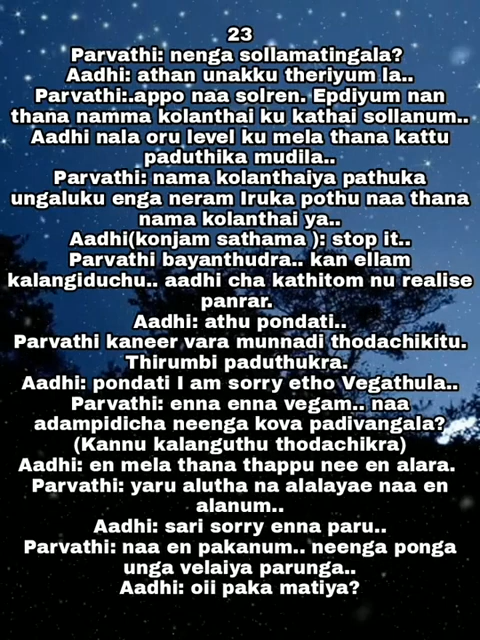 23
Parvathi: nenga sollamatingala?
Aadhi: athan unakku theriyum la..
Parvathi:.appo naa solren. Epdiyum nan
thana namma kolanthai ku kathai sollanum..
Aadhi nala oru level ku mela thana kattu
paduthika mudila..
Parvathi: nama kolanthaiya pathuka
ungaluku enga neram Iruka pothu naa thana
nama kolanthai ya..
Aadhi(konjam sathama ): stop it..
Parvathi bayanthudra.. kan ellam
kalangiduchu.. aadhi cha kathitom nu realise
panrar.
Aadhi: athu pondati..
Parvathi kaneer vara munnadi thodachikitu.
Thirumbi paduthukra.
Aadhi: pondati I am sorry etho Vegathula..
Parvathi: enna enna vegam.. naa
adampidicha neenga kova padivangala?
(Kannu kalanguthu thodachikra)
Aadhi: en mela thana thappu nee en alara.
Parvathi: yaru alutha na alalayae naa en
alanum..
Aadhi: sari sorry enna paru..
Parvathi: naa en pakanum.. neenga ponga
unga velaiya parunga..
Aadhi: oii paka matiya?